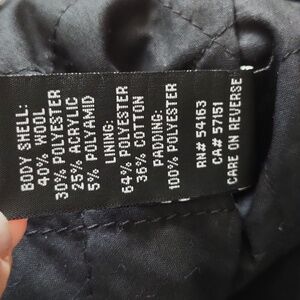 BODY SHELL:
40% WOOL
30% POLYESTER
25% ACRYLIC
5% POLYAMID
LINING:
64% POLYESTER
36% COTTON
PADDING:
100% POLYESTER
RN# 54163
CA# 57151
CARE ON REVERSE